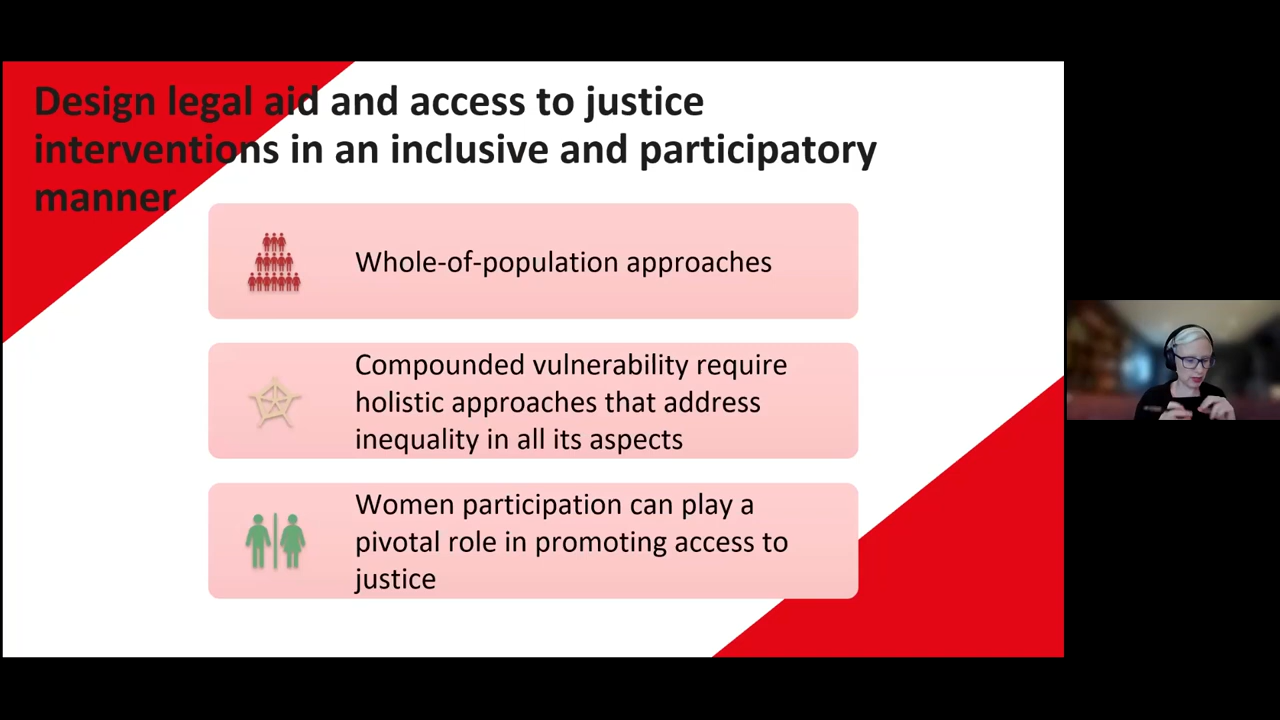 Design legal aid and access to justice
interventions in an inclusive and participatory
manner
Whole-of-population approaches
Compounded vulnerability require
holistic approaches that address
inequality in all its aspects
Women participation can play a
pivotal role in promoting access to
justice